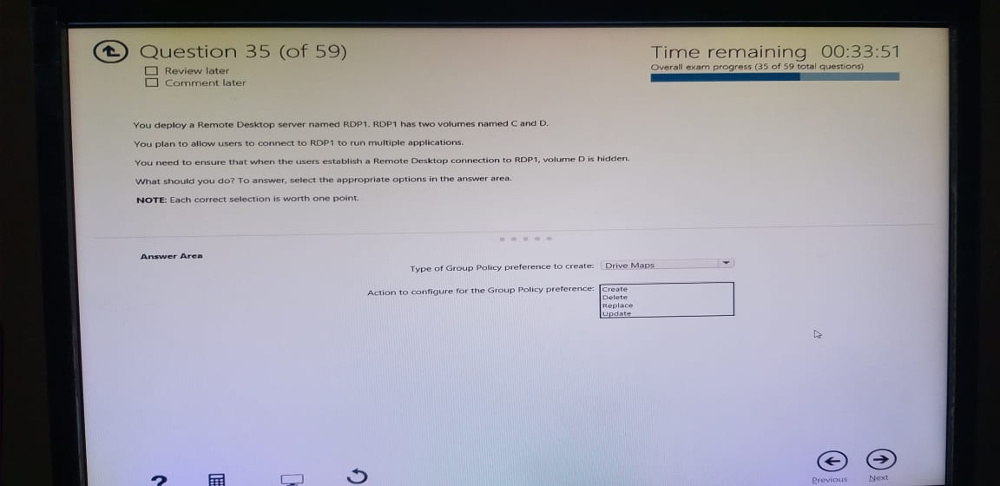 Question 35 (of 59)
Review later
Comment later
Time remaining 00:33:51
Overall exam progress (35 of 59 total questions)
You deploy a Remote Desktop server named RDP1. RDP1 has two volumes named C and D.
You plan to allow users to connect to RDP1 to run multiple applications.
You need to ensure that when the users establish a Remote Desktop connection to RDP1, volume D is hidden.
What should you do? To answer, select the appropriate options in the answer area.
NOTE: Each correct selection is worth one point.
Answer Area
Type of Group Policy preference to create: Drive Maps
Action to configure for the Group Policy preference: Create
Delete
Replace
Update
?
Previous Next